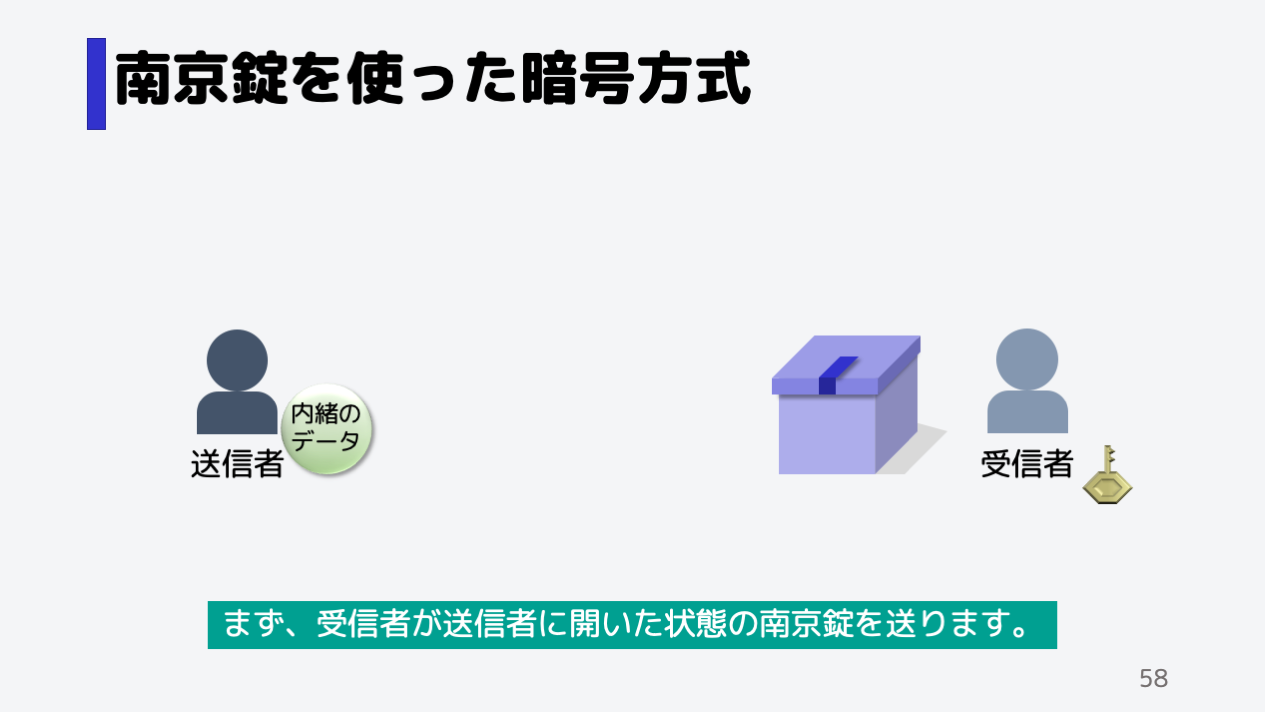 南京錠を使った暗号方式
内緒の
データ
送信者
受信者
まず、受信者が送信者に開いた状態の南京錠を送ります。
58